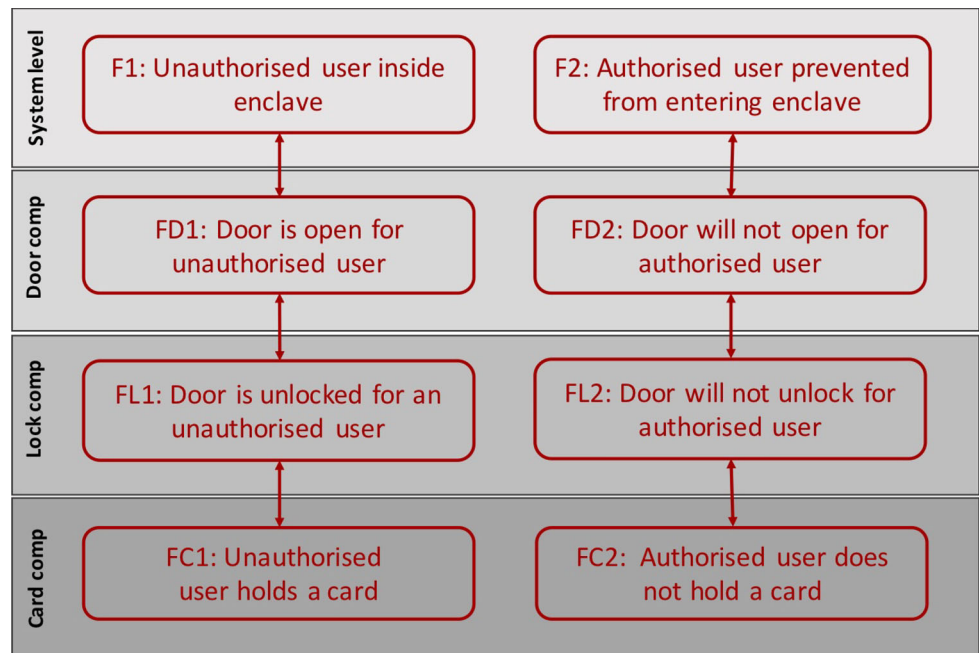 System level
F1: Unauthorised user inside
enclave
F2: Authorised user prevented
from entering enclave
Door comp
FD1: Door is open for
unauthorised user
FD2: Door will not open for
authorised user
Lock comp
FL1: Door is unlocked for an
unauthorised user
FL2: Door will not unlock for
authorised user
Card comp
FC1: Unauthorised
user holds a card
FC2: Authorised user does
not hold a card